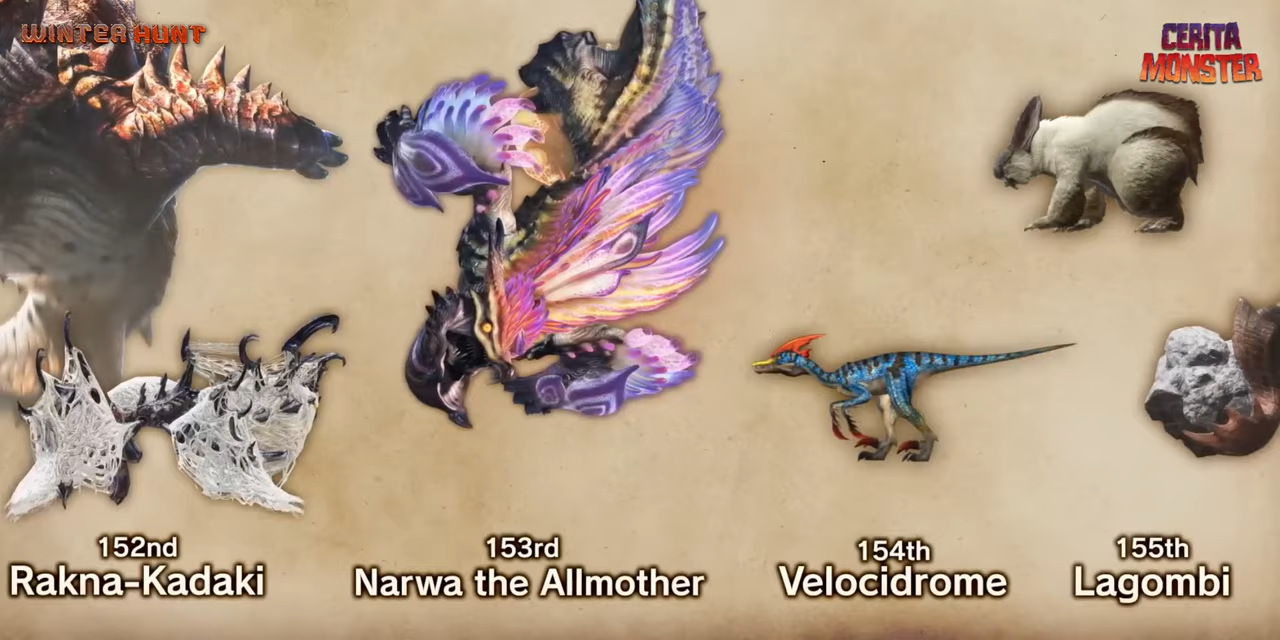 WINTER HUNT
CERITA
MONSTER
152nd
Rakna-Kadaki
153rd
Narwa the Allmother
154th
Velocidrome
155th
Lagombi